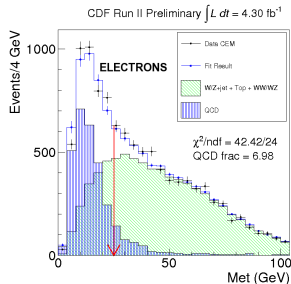 CDF Run II Preliminary ∫L dt = 4.30 fb⁻¹
Events/4 GeV
1000
500
0
ELECTRONS
Data CEM
Fit Result
W/Z+jet + Top + WW/WZ
QCD
χ²/ndf = 42.42/24
QCD frac = 6.98
0 50 100
Met (GeV)